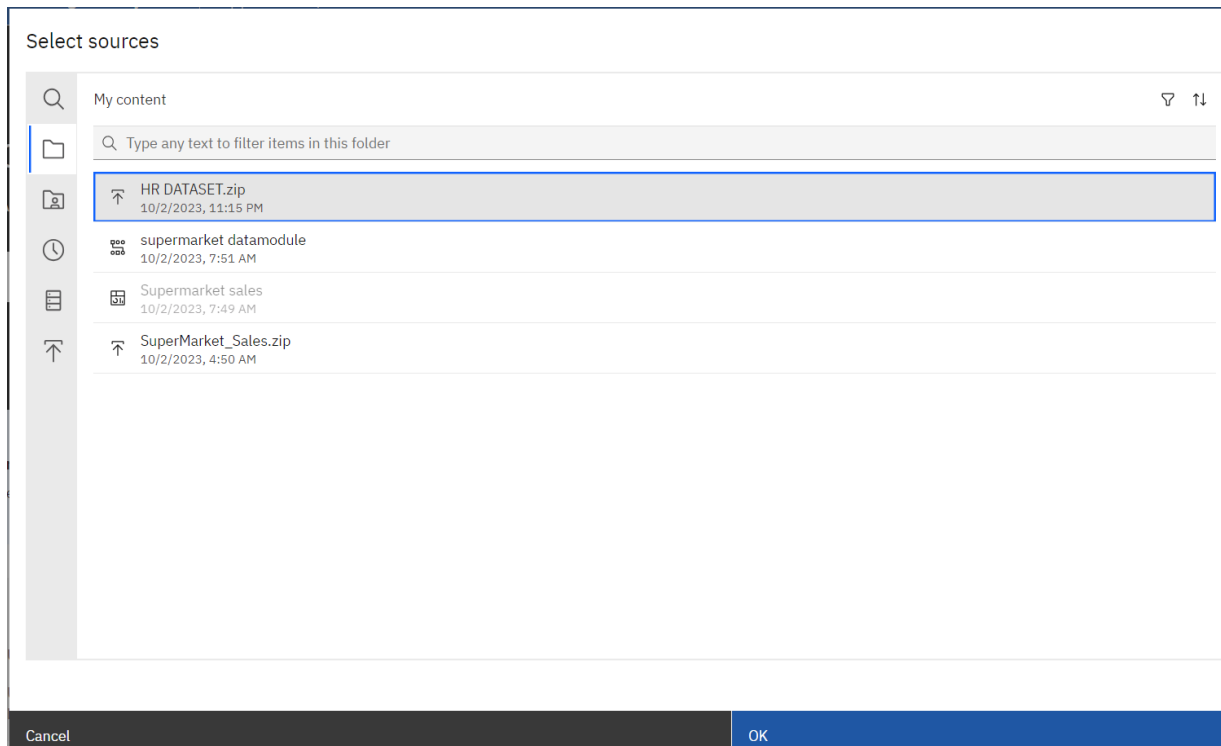 Select sources
My content
Type any text to filter items in this folder
HR DATASET.zip
10/2/2023, 11:15 PM
supermarket datamodule
10/2/2023, 7:51 AM
Supermarket sales
10/2/2023, 7:49 AM
SuperMarket_Sales.zip
10/2/2023, 4:50 AM
Cancel
OK